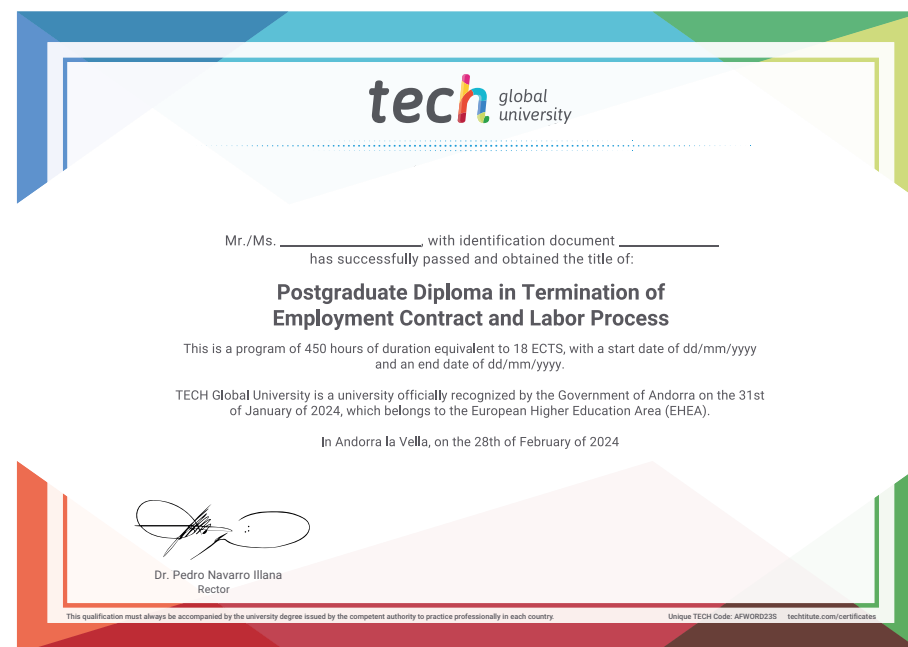 tech global university
Mr./Ms. ____________________, with identification document ______________
has successfully passed and obtained the title of:
Postgraduate Diploma in Termination of
Employment Contract and Labor Process
This is a program of 450 hours of duration equivalent to 18 ECTS, with a start date of dd/mm/yyyy
and an end date of dd/mm/yyyy.
TECH Global University is a university officially recognized by the Government of Andorra on the 31st
of January of 2024, which belongs to the European Higher Education Area (EHEA).
In Andorra la Vella, on the 28th of February of 2024
Dr. Pedro Navarro Illana
Rector
This qualification must always be accompanied by the university degree issued by the competent authority to practice professionally in each country.
Unique TECH Code: AFWORD23S techtitute.com/certificates